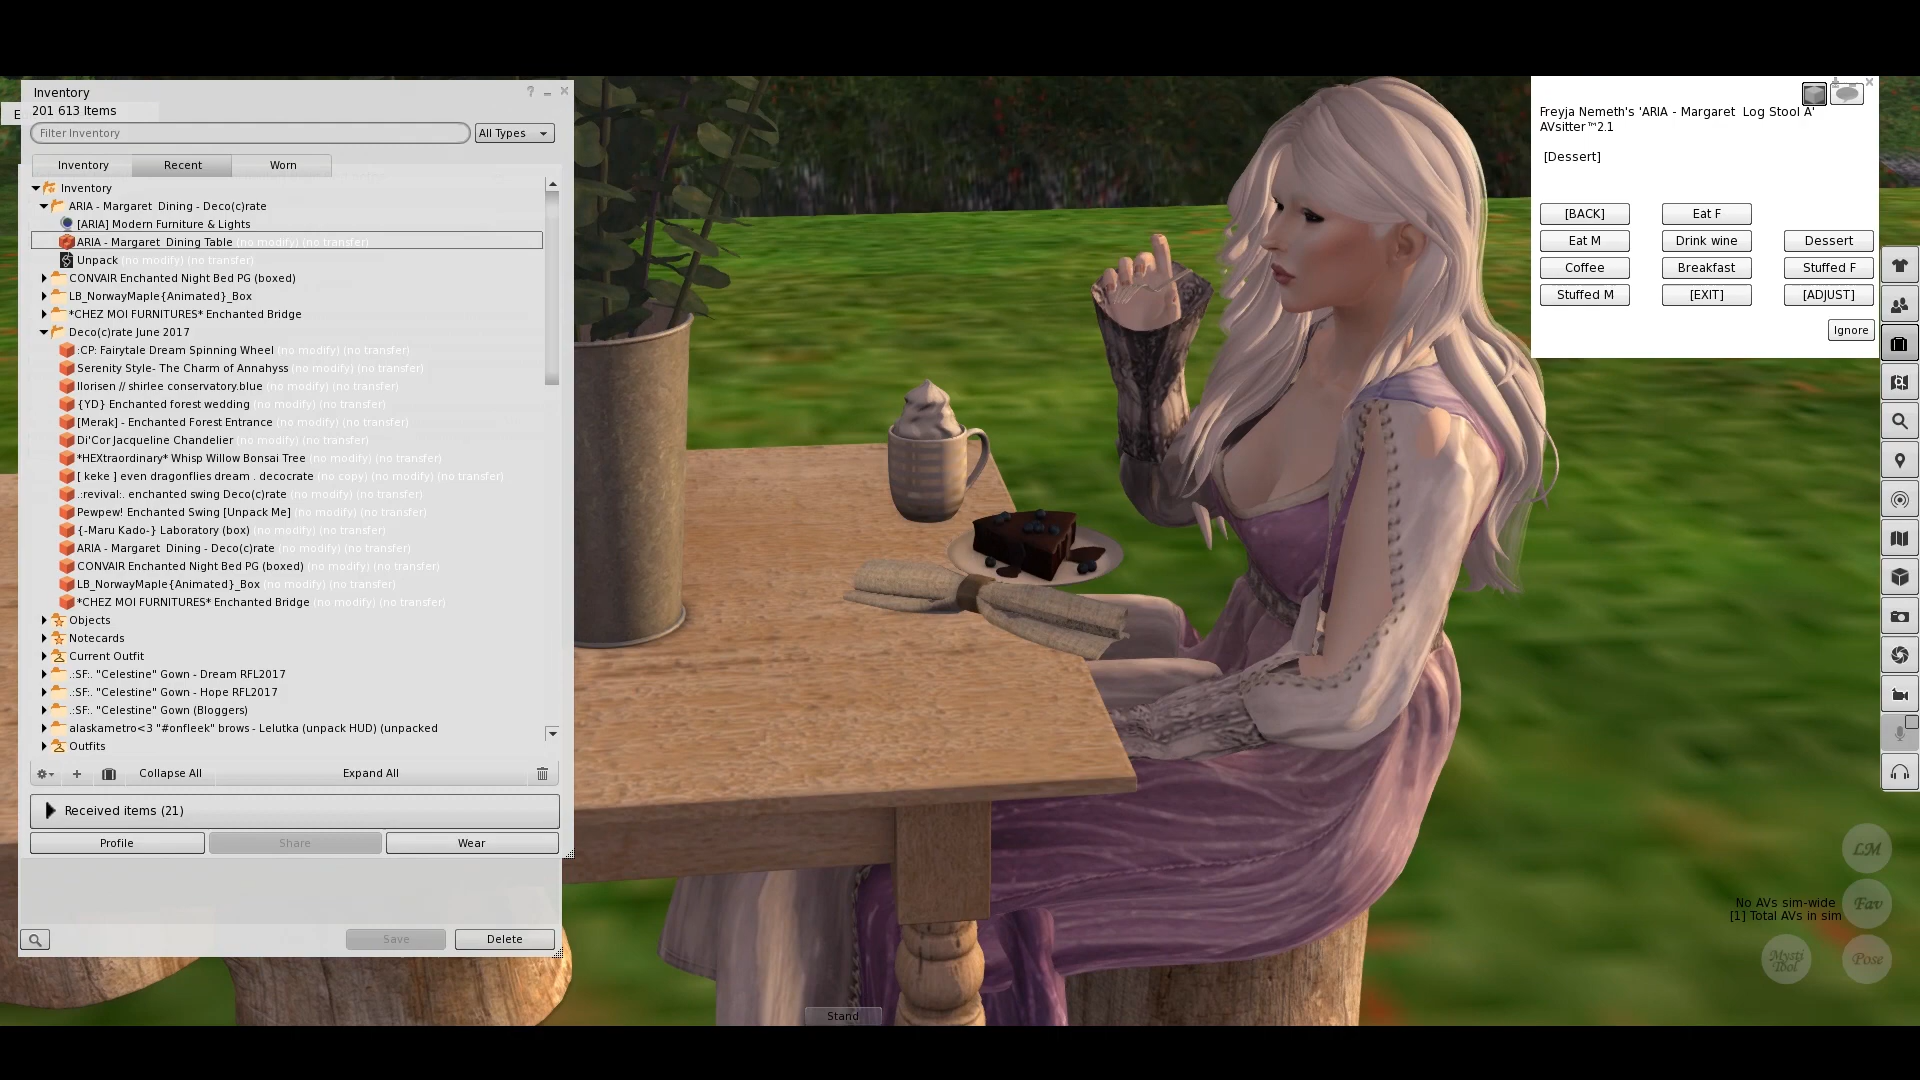 Inventory
? _ ×
201 613 Items
E
Filter Inventory
All Types
Inventory Recent Worn
Inventory
ARIA - Margaret Dining - Deco(c)rate
[ARIA] Modern Furniture & Lights
ARIA - Margaret Dining Table (no modify) (no transfer)
Unpack (no modify) (no transfer)
CONVAIR Enchanted Night Bed PG (boxed)
LB_NorwayMaple{Animated}_Box
*CHEZ MOI FURNITURES* Enchanted Bridge
Deco(c)rate June 2017
:CP: Fairytale Dream Spinning Wheel (no modify) (no transfer)
Serenity Style- The Charm of Annahyss (no modify) (no transfer)
llorisen // shirlee conservatory.blue (no modify) (no transfer)
{YD} Enchanted forest wedding (no modify) (no transfer)
[Merak] - Enchanted Forest Entrance (no modify) (no transfer)
Di'Cor Jacqueline Chandelier (no modify) (no transfer)
*HEXtraordinary* Whisp Willow Bonsai Tree (no modify) (no transfer)
[ keke ] even dragonflies dream . decocrate (no copy) (no modify) (no transfer)
.:revival:. enchanted swing Deco(c)rate (no modify) (no transfer)
Pewpew! Enchanted Swing [Unpack Me] (no modify) (no transfer)
{-Maru Kado-} Laboratory (box) (no modify) (no transfer)
ARIA - Margaret Dining - Deco(c)rate (no modify) (no transfer)
CONVAIR Enchanted Night Bed PG (boxed) (no modify) (no transfer)
LB_NorwayMaple{Animated}_Box (no modify) (no transfer)
*CHEZ MOI FURNITURES* Enchanted Bridge (no modify) (no transfer)
Objects
Notecards
Current Outfit
.:SF:. "Celestine" Gown - Dream RFL2017
.:SF:. "Celestine" Gown - Hope RFL2017
.:SF:. "Celestine" Gown (Bloggers)
alaskametro<3 "#onfleek" brows - Lelutka (unpack HUD) (unpacked
Outfits
Collapse All Expand All
Received items (21)
Profile Share Wear
Save Delete
Stand
Freyja Nemeth's 'ARIA - Margaret Log Stool A'
AVsitter™2.1
[Dessert]
[BACK] Eat F
Eat M Drink wine Dessert
Coffee Breakfast Stuffed F
Stuffed M [EXIT] [ADJUST]
Ignore
LM
No AVs sim-wide
[1] Total AVs in sim
Fav
Mysti
Tool
Pose